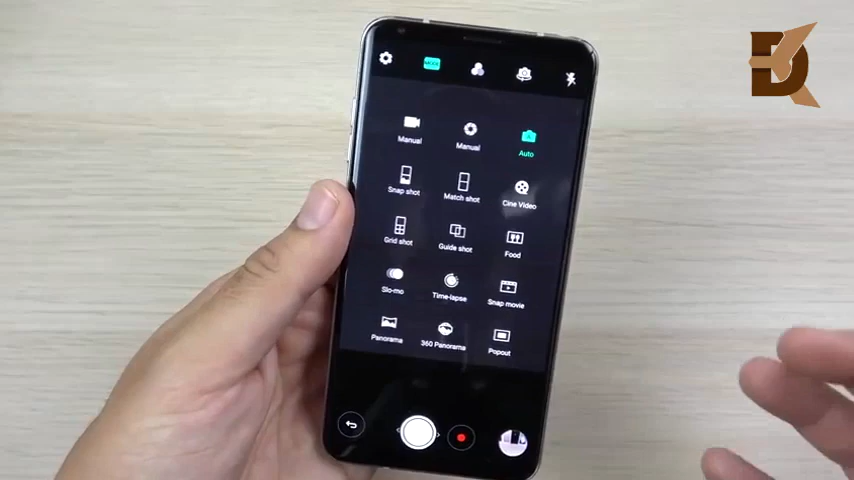 MODE
Manual
Manual
Auto
Snap shot
Match shot
Cine Video
Grid shot
Guide shot
Food
Slo-mo
Time-lapse
Snap movie
Panorama
360 Panorama
Popout